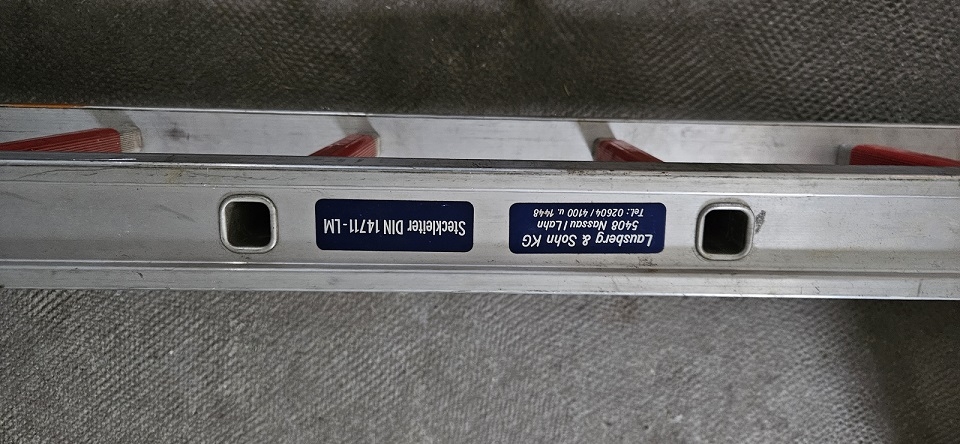 Lausberg & Sohn KG
5408 Nassau / Lahn
Tel.: 02604 / 4100 u. 1448
Steckleiter DIN 14711-LM